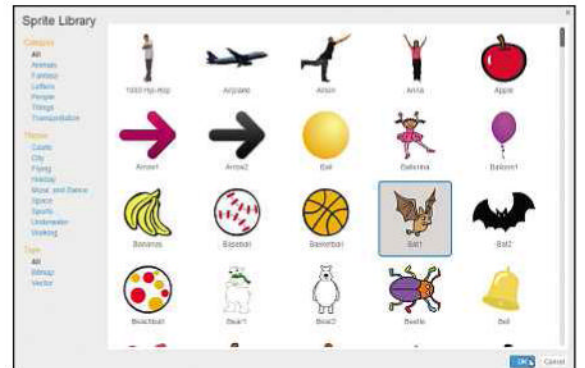 Sprite Library
Category
All
Animals
Fantasy
Letters
People
Things
Transportation
Theme
Castle
City
Flying
Holiday
Music and Dance
Space
Sports
Underwater
Walking
Type
All
Bitmap
Vector
1080 Hip-Hop
Airplane
Amon
Anna
Apple
Arrow1
Arrow2
Ball
Ballerina
Balloon1
Bananas
Baseball
Basketball
Bat1
Bat2
Beachball
Bear1
Bear2
Beetle
Bell
OK
Cancel